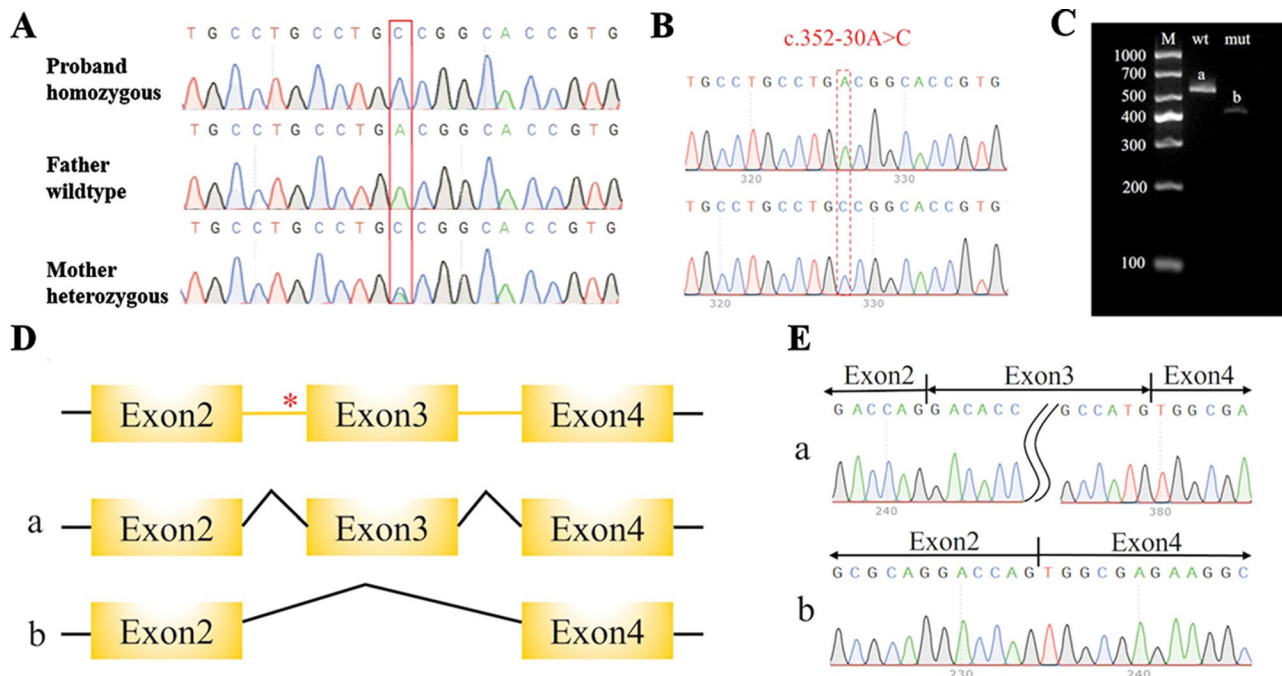 A
T G C C T G C C T G C C G G C A C C G T G
Proband
homozygous
T G C C T G C C T G A C G G C A C C G T G
Father
wildtype
T G C C T G C C T G C C G G C A C C G T G
Mother
heterozygous
B
c.352-30A>C
TGCCTGCCTGACGGCACCGTG
320 330
TGCCTGCCTGCCGGCACCGTG
320 330
C
M wt mut
1000
700
500
400
300
200
100
a
b
D
Exon2 * Exon3 Exon4
a Exon2 Exon3 Exon4
b Exon2 Exon4
E
Exon2 Exon3 Exon4
G A C C A G G A C A C C G C C A T G T G G C G A
a
240 380
Exon2 Exon4
G C G C A G G A C C A G T G G C G A G A A G G C
b
230 240